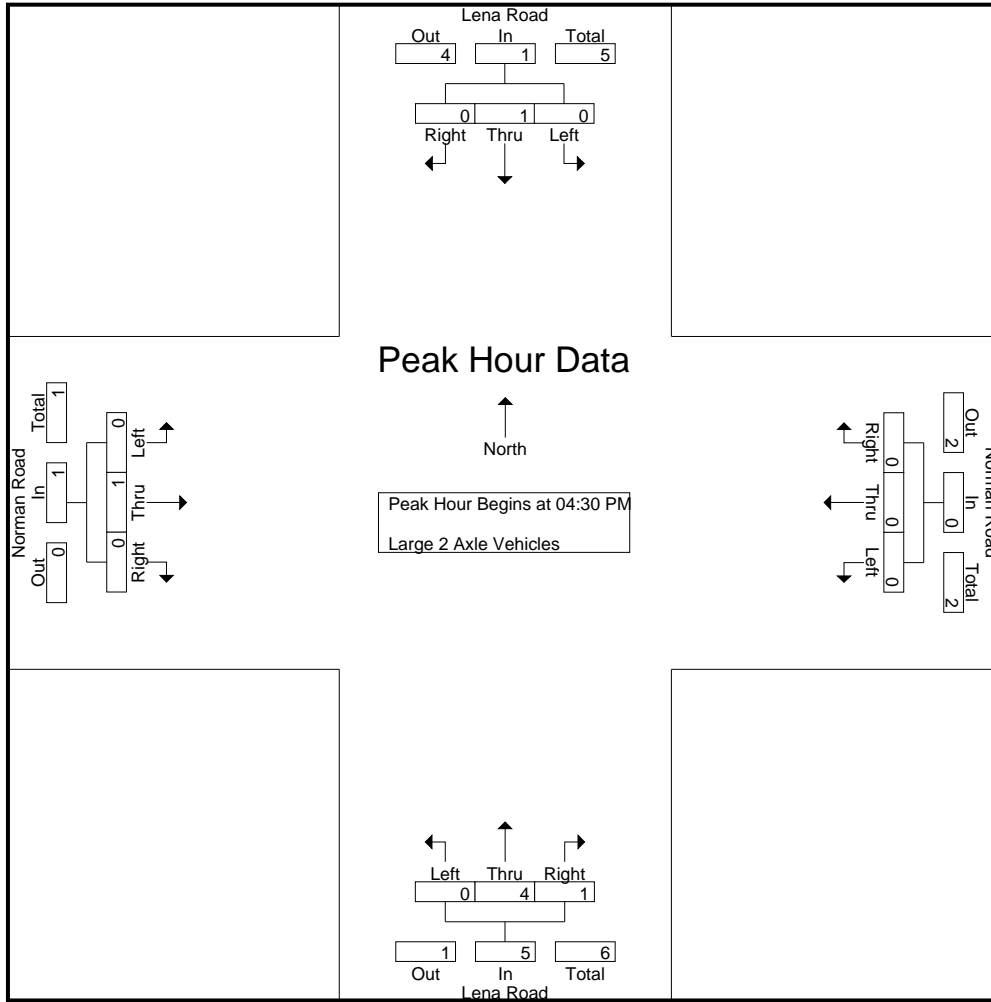 Lena Road
Out In Total
4 1 5
0 1 0
Right Thru Left
Peak Hour Data
North
Peak Hour Begins at 04:30 PM
Large 2 Axle Vehicles
Norman Road
Out In Total
0 1 1
Right Thru Left
0 1 0
Norman Road
Out In Total
2 0 2
Right Thru Left
0 0 0
Left Thru Right
0 4 1
1 5 6
Out In Total
Lena Road